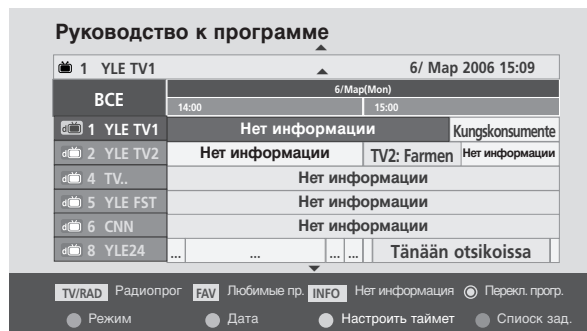 Руководство к программе
1 YLE TV1 6/ Мар 2006 15:09
ВСЕ
6/Мар(Mon)
14:00 15:00
1 YLE TV1 Нет информации Kungskonsumente
2 YLE TV2 Нет информации TV2: Farmen Нет информации
4 TV.. Нет информации
5 YLE FST Нет информации
6 CNN Нет информации
8 YLE24 ... ... ... ... Tänään otsikoissa
TV/RAD Радиопрог FAV Любимые пр. INFO Нет информация Перекл. прогр.
Режим Дата Настроить таймет Спиоск зад.